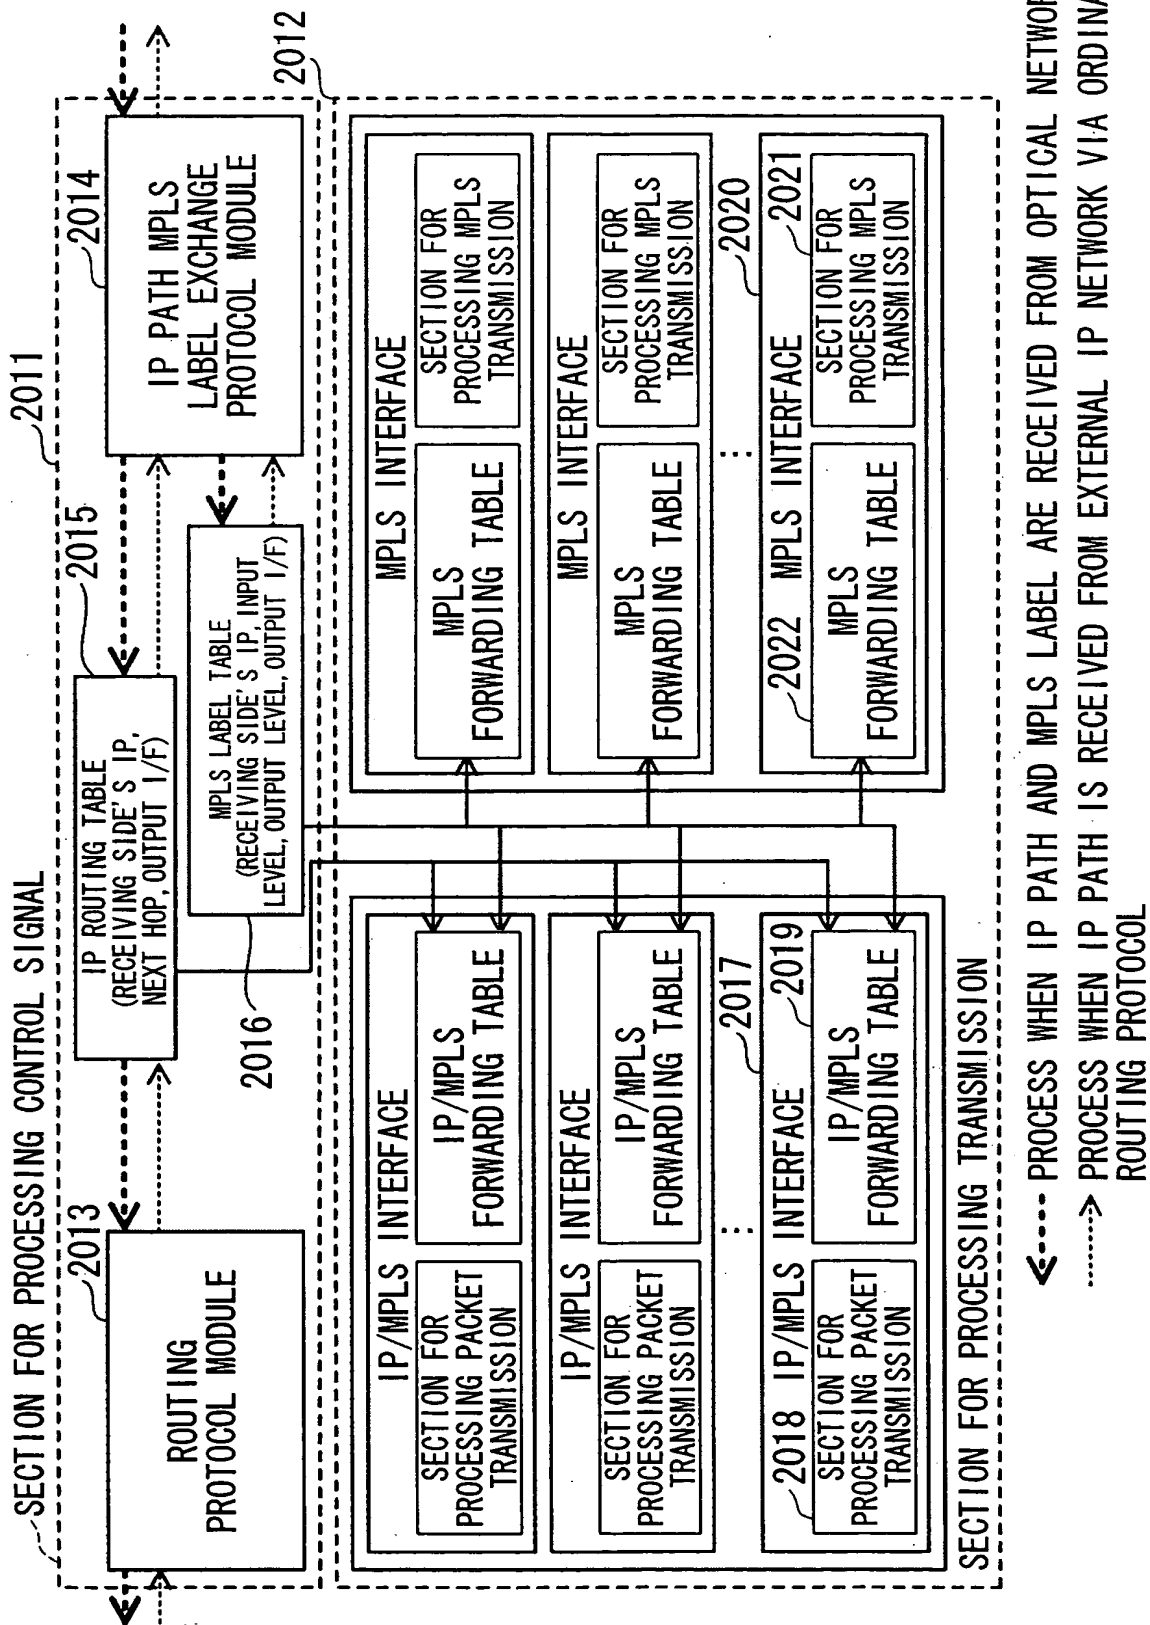 SECTION FOR PROCESSING CONTROL SIGNAL
2011
2013
ROUTING
PROTOCOL MODULE
2015
IP ROUTING TABLE
(RECEIVING SIDE'S IP,
NEXT HOP, OUTPUT I/F)
2016
MPLS LABEL TABLE
(RECEIVING SIDE'S IP, INPUT
LEVEL, OUTPUT LEVEL, OUTPUT I/F)
2014
IP PATH MPLS
LABEL EXCHANGE
PROTOCOL MODULE
2012
IP/MPLS INTERFACE
SECTION FOR
PROCESSING PACKET
TRANSMISSION
IP/MPLS
FORWARDING TABLE
IP/MPLS INTERFACE
SECTION FOR
PROCESSING PACKET
TRANSMISSION
IP/MPLS
FORWARDING TABLE
2017
2018 IP/MPLS INTERFACE 2019
SECTION FOR
PROCESSING PACKET
TRANSMISSION
IP/MPLS
FORWARDING TABLE
MPLS INTERFACE
MPLS
FORWARDING TABLE
SECTION FOR
PROCESSING MPLS
TRANSMISSION
MPLS INTERFACE
MPLS
FORWARDING TABLE
SECTION FOR
PROCESSING MPLS
TRANSMISSION
2020
2022 MPLS INTERFACE 2021
MPLS
FORWARDING TABLE
SECTION FOR
PROCESSING MPLS
TRANSMISSION
SECTION FOR PROCESSING TRANSMISSION
PROCESS WHEN IP PATH AND MPLS LABEL ARE RECEIVED FROM OPTICAL NETWOR
PROCESS WHEN IP PATH IS RECEIVED FROM EXTERNAL IP NETWORK VIA ORDINA
ROUTING PROTOCOL